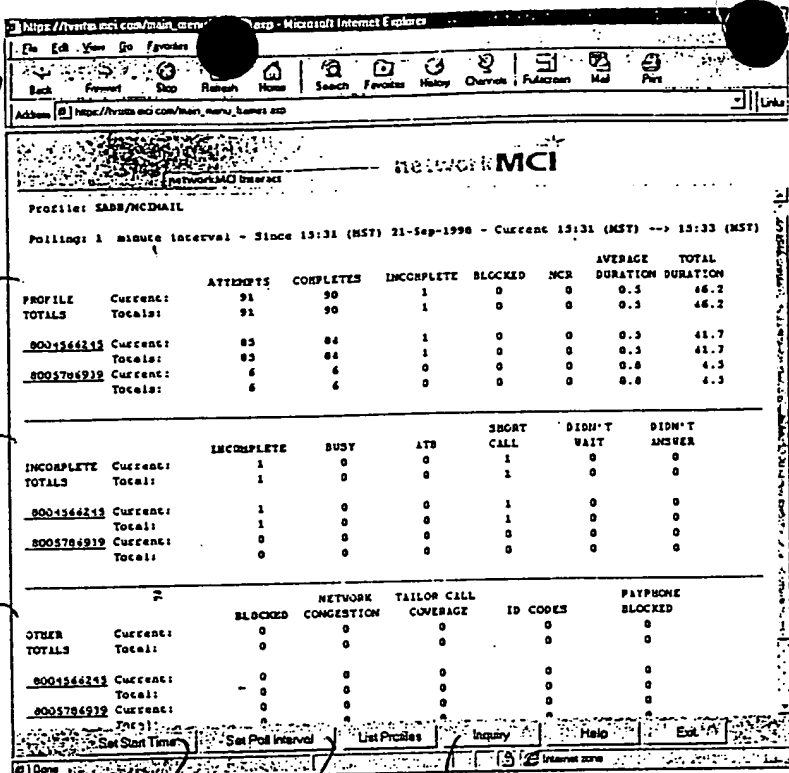 https:// mci com/main_menu asp - Microsoft Internet Explorer
File Edit View Go Favorites
Back Forward Stop Refresh Home Search Favorites History Channels Fullscreen Mail Print
Address https:// mci com/main_menu_frames asp Links
networkMCI
networkMCI Interact
Profile: SADB/MCIMAIL
Polling: 1 minute interval - Since 15:31 (MST) 21-Sep-1998 - Current 15:31 (MST) --> 15:33 (MST)
AVERAGE TOTAL
ATTEMPTS COMPLETES INCOMPLETE BLOCKED NCR DURATION DURATION
PROFILE Current: 91 90 1 0 0 0.5 46.2
TOTALS Totals: 91 90 1 0 0 0.5 46.2
8004566245 Current: 85 84 1 0 0 0.5 41.7
Totals: 85 84 1 0 0 0.5 41.7
8005786939 Current: 6 6 0 0 0 0.8 4.5
Totals: 6 6 0 0 0 0.8 4.5
SHORT DIDN'T DIDN'T
INCOMPLETE BUSY ATB CALL WAIT ANSWER
INCOMPLETE Current: 1 0 0 1 0 0
TOTALS Total: 1 0 0 1 0 0
8004566245 Current: 1 0 0 1 0 0
Total: 1 0 0 1 0 0
8005786939 Current: 0 0 0 0 0 0
Total: 0 0 0 0 0 0
NETWORK TAILOR CALL PAYPHONE
BLOCKED CONGESTION COVERAGE ID CODES BLOCKED
OTHER Current: 0 0 0 0 0
TOTALS Total: 0 0 0 0 0
8004566245 Current: 0 0 0 0 0
Total: 0 0 0 0 0
8005786939 Current: 0 0 0 0 0
Total:
Set Start Time Set Poll Interval List Profiles Inquiry Help Exit
Done Internet zone